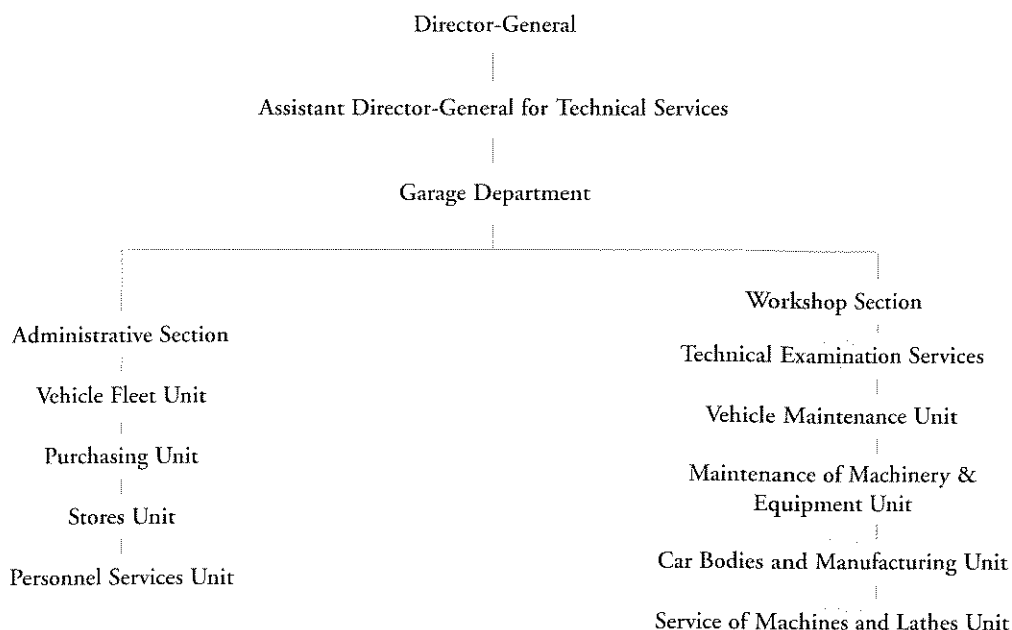 Director-General
Assistant Director-General for Technical Services
Garage Department
Administrative Section
Vehicle Fleet Unit
Purchasing Unit
Stores Unit
Personnel Services Unit
Workshop Section
Technical Examination Services
Vehicle Maintenance Unit
Maintenance of Machinery &
Equipment Unit
Car Bodies and Manufacturing Unit
Service of Machines and Lathes Unit